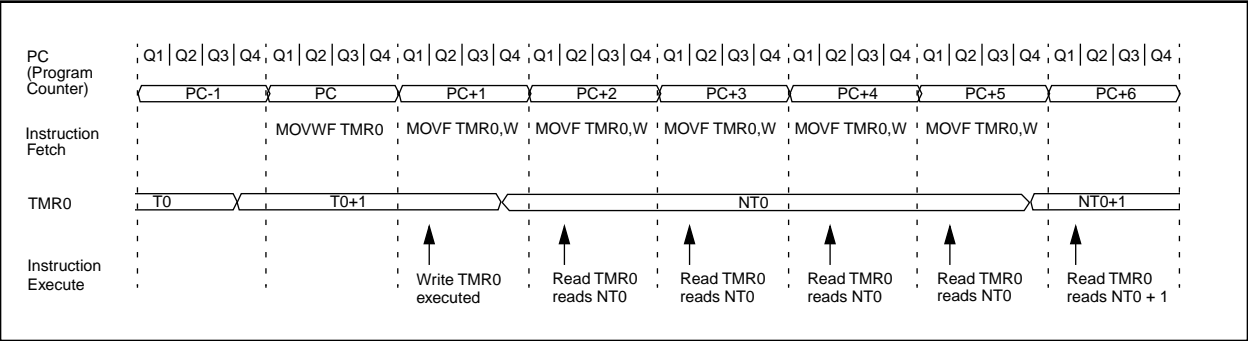 PC (Program Counter)
Q1 Q2 Q3 Q4 Q1 Q2 Q3 Q4 Q1 Q2 Q3 Q4 Q1 Q2 Q3 Q4 Q1 Q2 Q3 Q4 Q1 Q2 Q3 Q4 Q1 Q2 Q3 Q4 Q1 Q2 Q3 Q4
PC-1 PC PC+1 PC+2 PC+3 PC+4 PC+5 PC+6
Instruction Fetch
MOVWF TMR0 MOVF TMR0,W MOVF TMR0,W MOVF TMR0,W MOVF TMR0,W MOVF TMR0,W
TMR0
T0 T0+1 NT0 NT0+1
Instruction Execute
Write TMR0 executed
Read TMR0 reads NT0
Read TMR0 reads NT0
Read TMR0 reads NT0
Read TMR0 reads NT0
Read TMR0 reads NT0 + 1